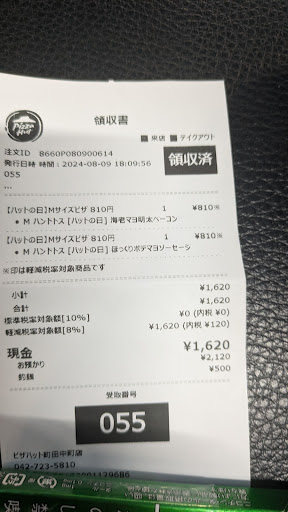 Pizza Hut
領収書
■ 来店 ■ テイクアウト
注文ID 8660P080900614
発行日時 時間:2024-08-09 18:09:56
領収済
055
...
【ハットの日】Mサイズピザ 810円 1 ¥810※
● M ハントトス [ハットの日] 海老マヨ明太ベーコン
【ハットの日】Mサイズピザ 810円 1 ¥810※
● M ハントトス [ハットの日] ほっくりポテマヨソーセージ
※印は軽減税率対象商品です
小計 ¥1,620
合計 ¥1,620
標準税率対象額[10%] ¥0 (内税 ¥0)
軽減税率対象額[8%] ¥1,620 (内税 ¥120)
現金 ¥1,620
お預かり ¥2,120
釣銭 ¥500
受取番号
055
ピザハット町田中町店
042-723-5810